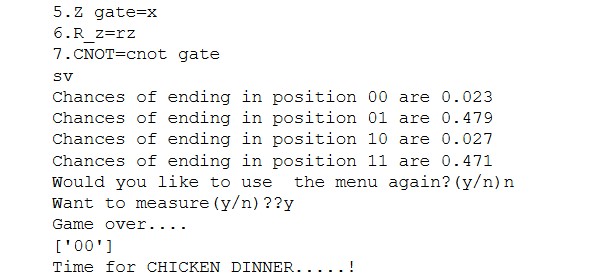 5.Z gate=x
6.R_z=rz
7.CNOT=cnot gate
sv
Chances of ending in position 00 are 0.023
Chances of ending in position 01 are 0.479
Chances of ending in position 10 are 0.027
Chances of ending in position 11 are 0.471
Would you like to use  the menu again?(y/n)n
Want to measure(y/n)??y
Game over....
['00']
Time for CHICKEN DINNER.....!